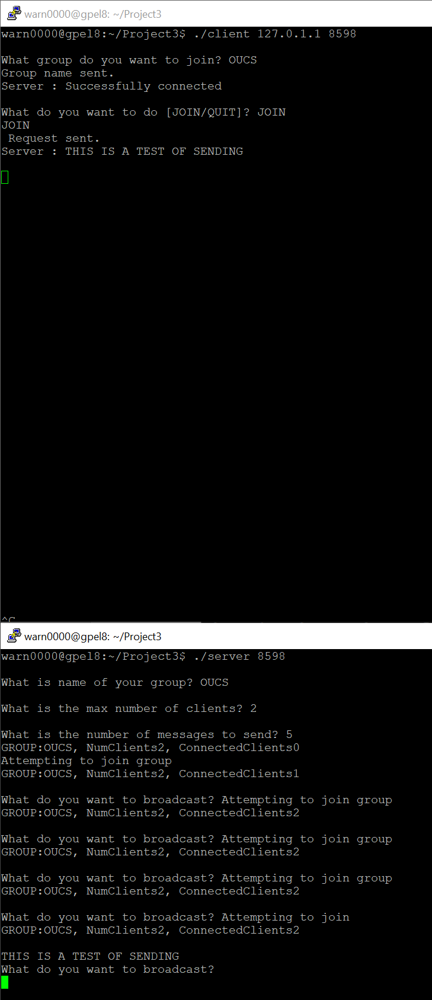 warn0000@gpel8: ~/Project3
warn0000@gpel8:~/Project3$ ./client 127.0.1.1 8598
What group do you want to join? OUCS
Group name sent.
Server : Successfully connected
What do you want to do [JOIN/QUIT]? JOIN
JOIN
Request sent.
Server : THIS IS A TEST OF SENDING
^C
warn0000@gpel8: ~/Project3
warn0000@gpel8:~/Project3$ ./server 8598
What is name of your group? OUCS
What is the max number of clients? 2
What is the number of messages to send? 5
GROUP:OUCS, NumClients2, ConnectedClients0
Attempting to join group
GROUP:OUCS, NumClients2, ConnectedClients1
What do you want to broadcast? Attempting to join group
GROUP:OUCS, NumClients2, ConnectedClients2
What do you want to broadcast? Attempting to join group
GROUP:OUCS, NumClients2, ConnectedClients2
What do you want to broadcast? Attempting to join group
GROUP:OUCS, NumClients2, ConnectedClients2
What do you want to broadcast? Attempting to join
GROUP:OUCS, NumClients2, ConnectedClients2
THIS IS A TEST OF SENDING
What do you want to broadcast?